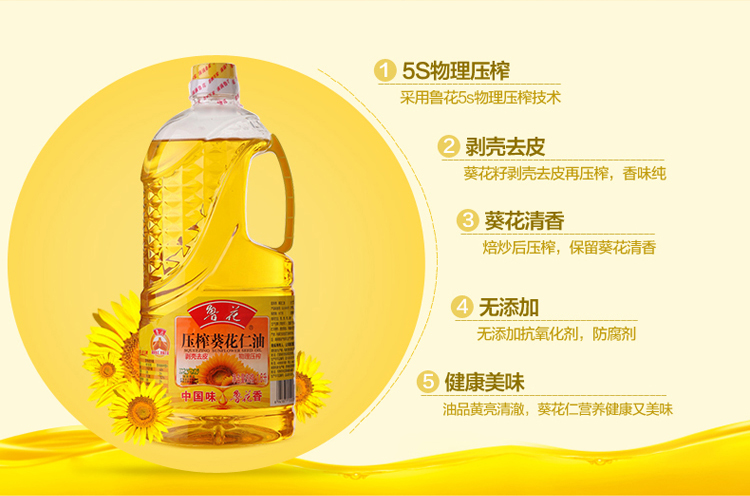 1 5S物理压榨
采用鲁花5s物理压榨技术
2 剥壳去皮
葵花籽剥壳去皮再压榨，香味纯
3 葵花清香
焙炒后压榨，保留葵花清香
4 无添加
无添加抗氧化剂，防腐剂
5 健康美味
油品黄亮清澈，葵花仁营养健康又美味
鲁花
压榨葵花仁油
剥壳去皮 物理压榨
中国味 鲁花香